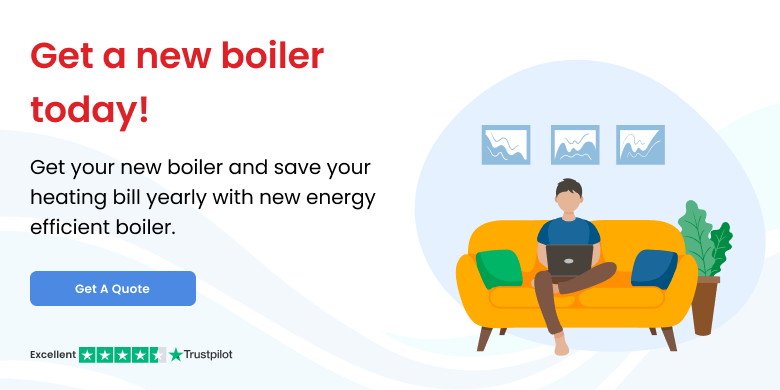 Get a new boiler
today!
Get your new boiler and save your
heating bill yearly with new energy
efficient boiler.
Get A Quote
Excellent Trustpilot